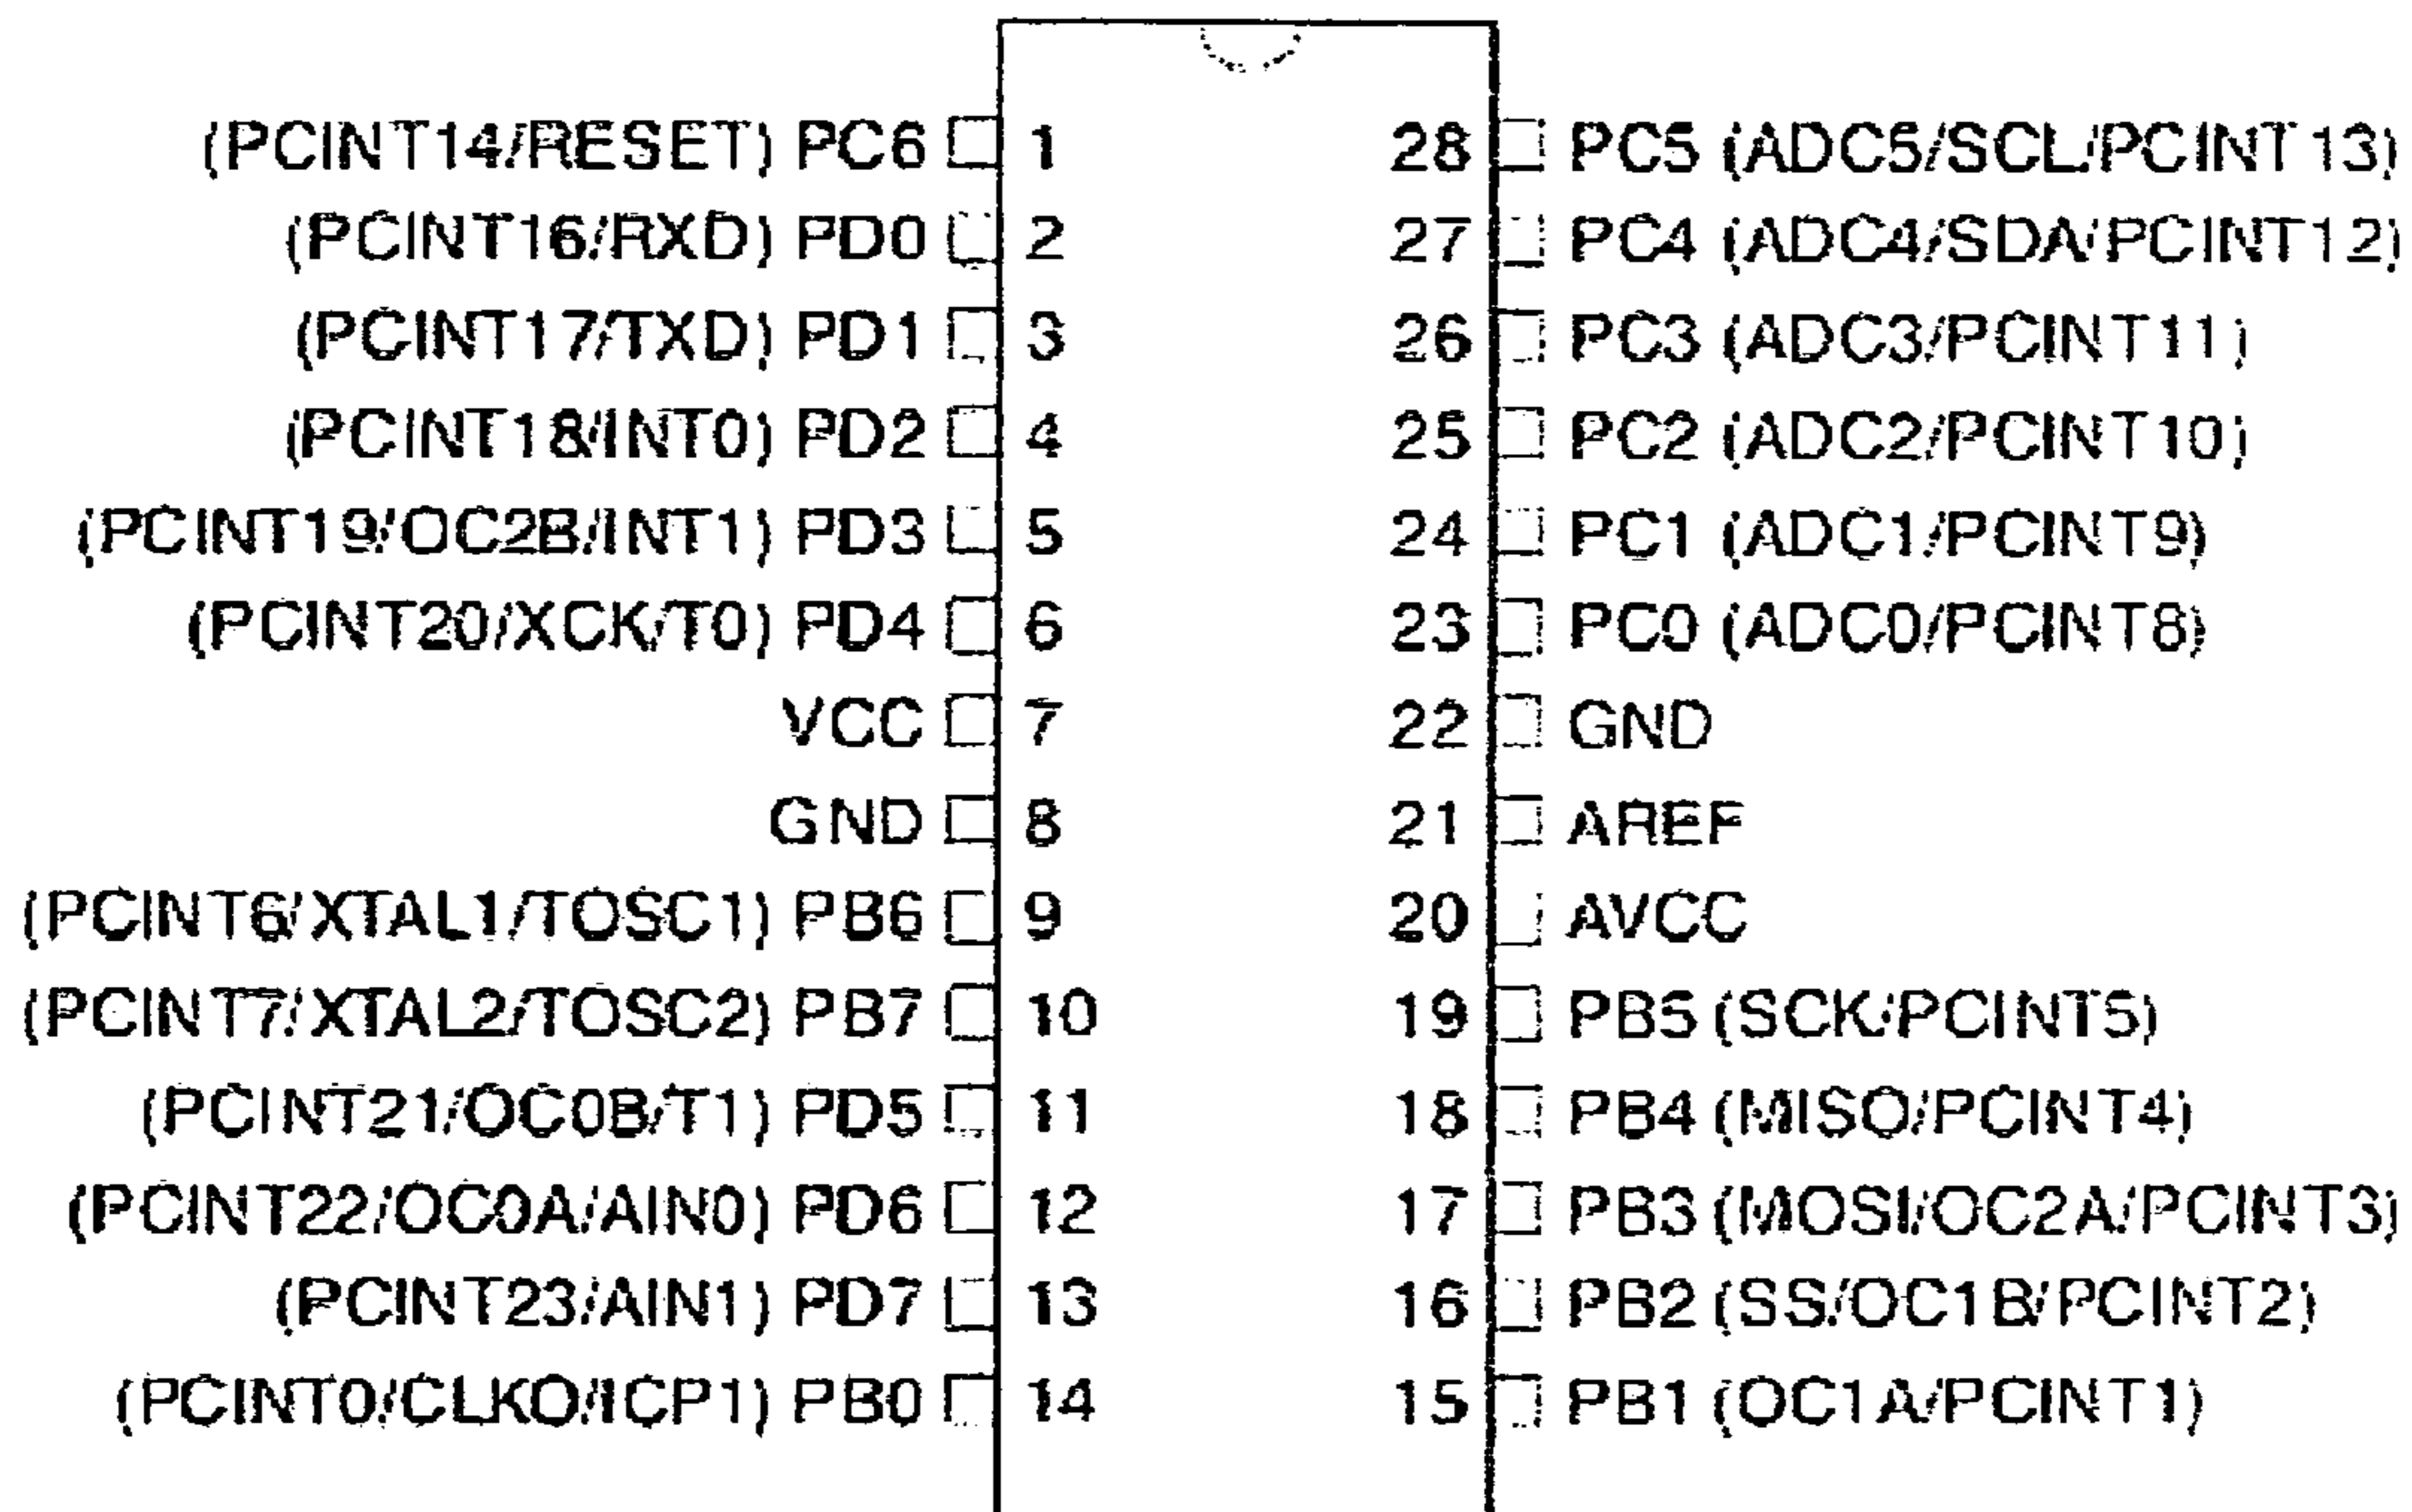 (PCINT14/RESET) PC6 1 28 PC5 (ADC5/SCL/PCINT13)
(PCINT16/RXD) PD0 2 27 PC4 (ADC4/SDA/PCINT12)
(PCINT17/TXD) PD1 3 26 PC3 (ADC3/PCINT11)
(PCINT18/INT0) PD2 4 25 PC2 (ADC2/PCINT10)
(PCINT19/OC2B/INT1) PD3 5 24 PC1 (ADC1/PCINT9)
(PCINT20/XCK/T0) PD4 6 23 PC0 (ADC0/PCINT8)
VCC 7 22 GND
GND 8 21 AREF
(PCINT6/XTAL1/TOSC1) PB6 9 20 AVCC
(PCINT7/XTAL2/TOSC2) PB7 10 19 PB5 (SCK/PCINT5)
(PCINT21/OC0B/T1) PD5 11 18 PB4 (MISO/PCINT4)
(PCINT22/OC0A/AIN0) PD6 12 17 PB3 (MOSI/OC2A/PCINT3)
(PCINT23/AIN1) PD7 13 16 PB2 (SS/OC1B/PCINT2)
(PCINT0/CLKO/ICP1) PB0 14 15 PB1 (OC1A/PCINT1)